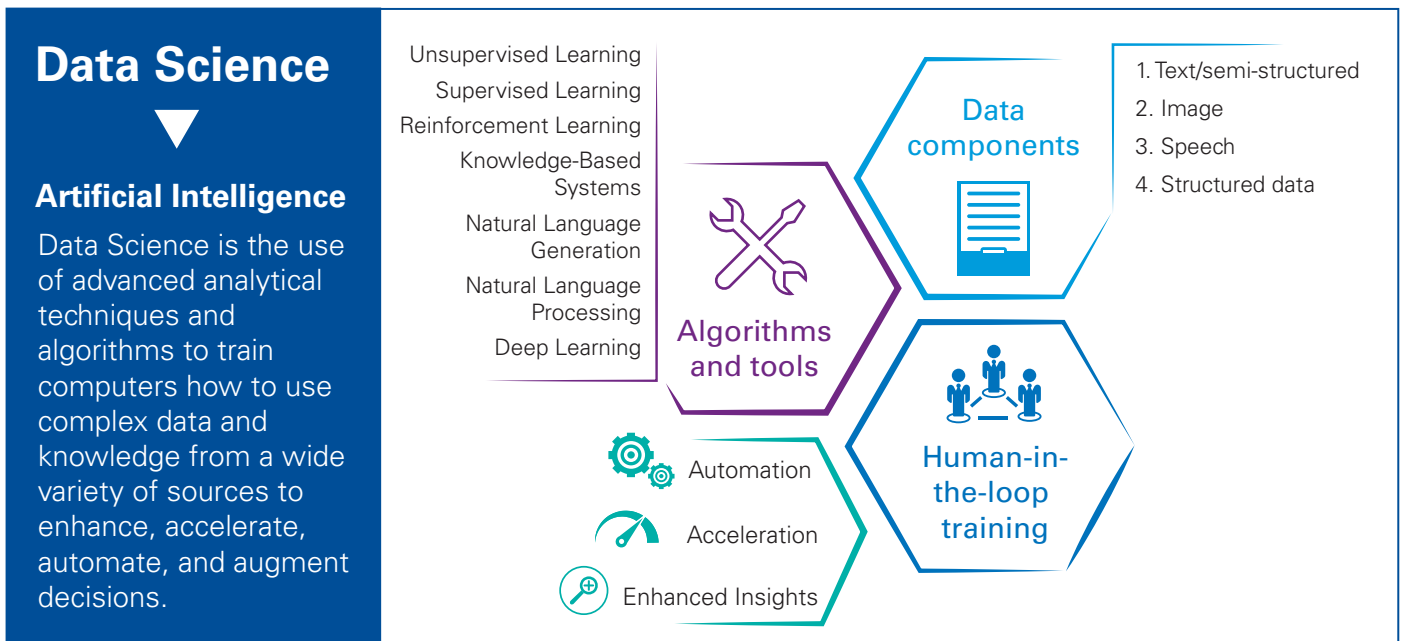 Data Science
Artificial Intelligence
Data Science is the use
of advanced analytical
techniques and
algorithms to train
computers how to use
complex data and
knowledge from a wide
variety of sources to
enhance, accelerate,
automate, and augment
decisions.
Unsupervised Learning
Supervised Learning
Reinforcement Learning
Knowledge-Based
Systems
Natural Language
Generation
Natural Language
Processing
Deep Learning
Algorithms
and tools
Data
components
1. Text/semi-structured
2. Image
3. Speech
4. Structured data
Human-in-
the-loop
training
Automation
Acceleration
Enhanced Insights